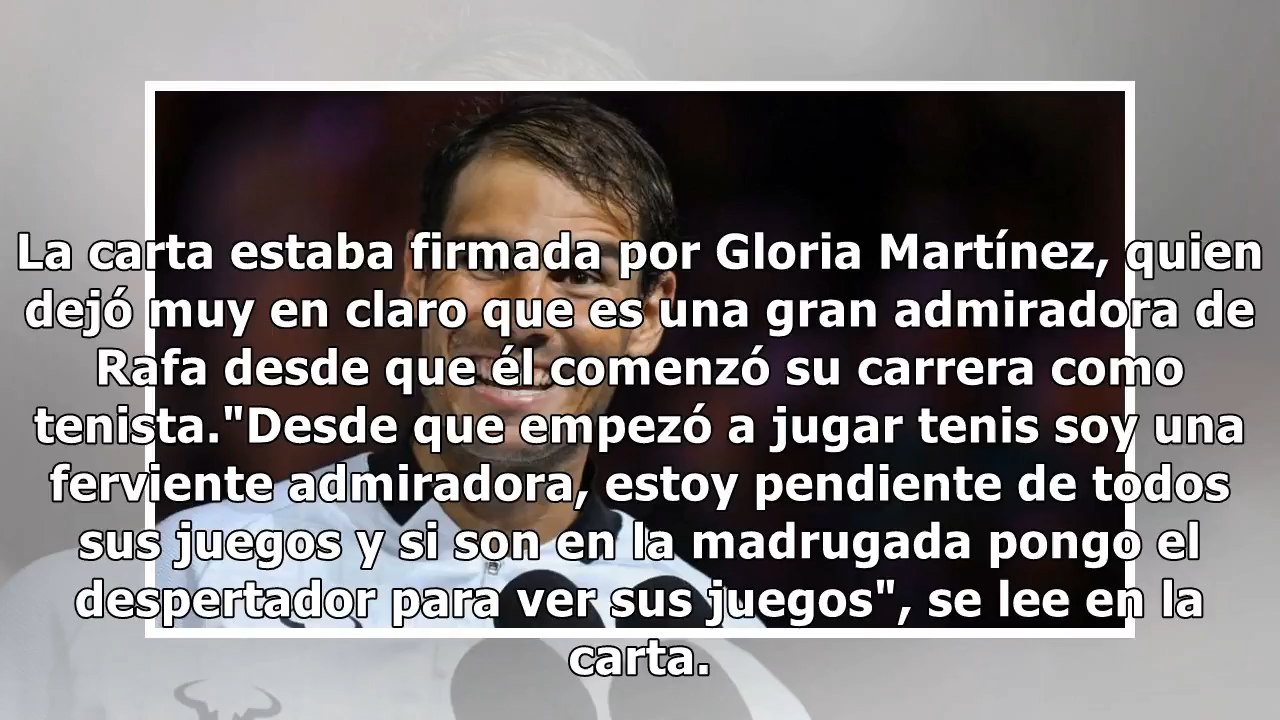 La carta estaba firmada por Gloria Martínez, quien
dejó muy en claro que es una gran admiradora de
Rafa desde que él comenzó su carrera como
tenista."Desde que empezó a jugar tenis soy una
ferviente admiradora, estoy pendiente de todos
sus juegos y si son en la madrugada pongo el
despertador para ver sus juegos", se lee en la
carta.